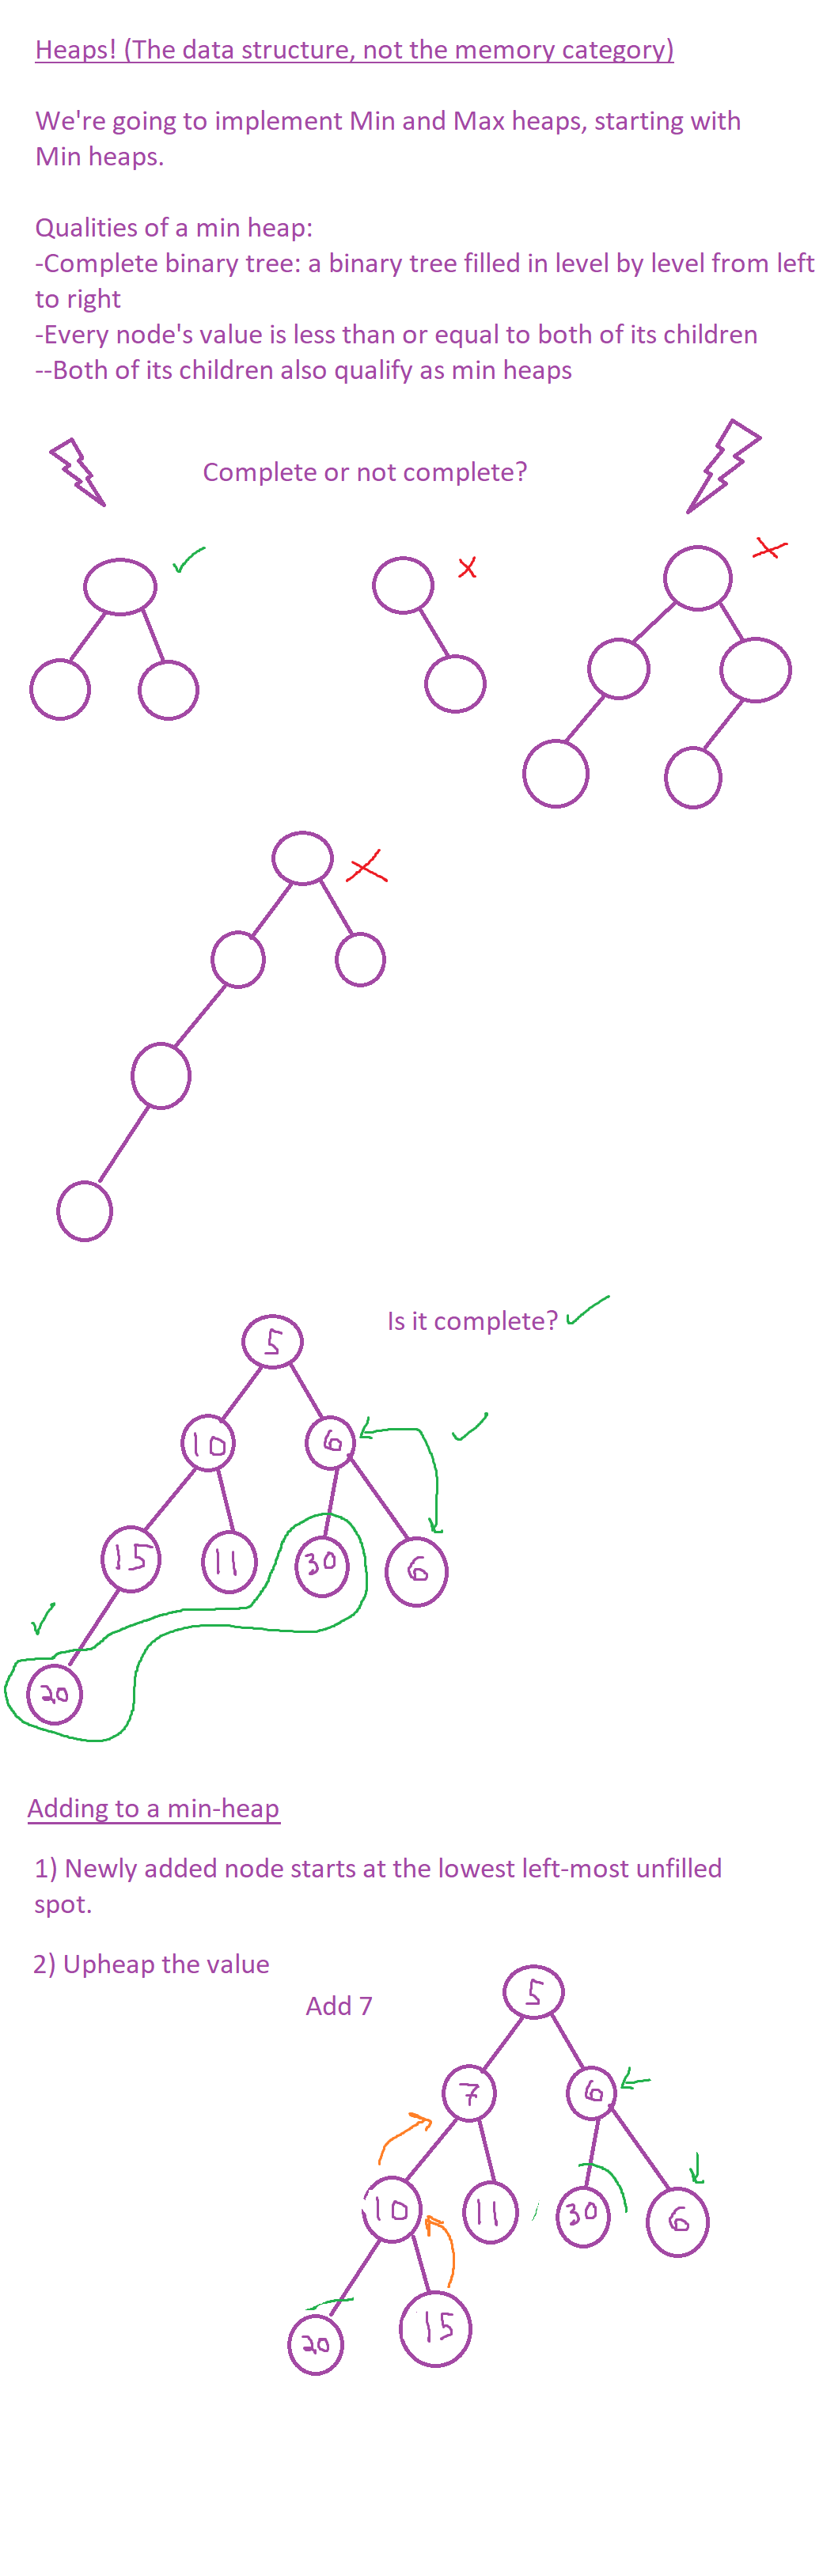 Heaps! (The data structure, not the memory category)
We're going to implement Min and Max heaps, starting with
Min heaps.
Qualities of a min heap:
-Complete binary tree: a binary tree filled in level by level from left
to right
-Every node's value is less than or equal to both of its children
--Both of its children also qualify as min heaps
Complete or not complete?
Is it complete?
5
10 6
15 11 30 6
20
Adding to a min-heap
1) Newly added node starts at the lowest left-most unfilled
spot.
2) Upheap the value
Add 7
5
7 6
10 11 30 6
20 15